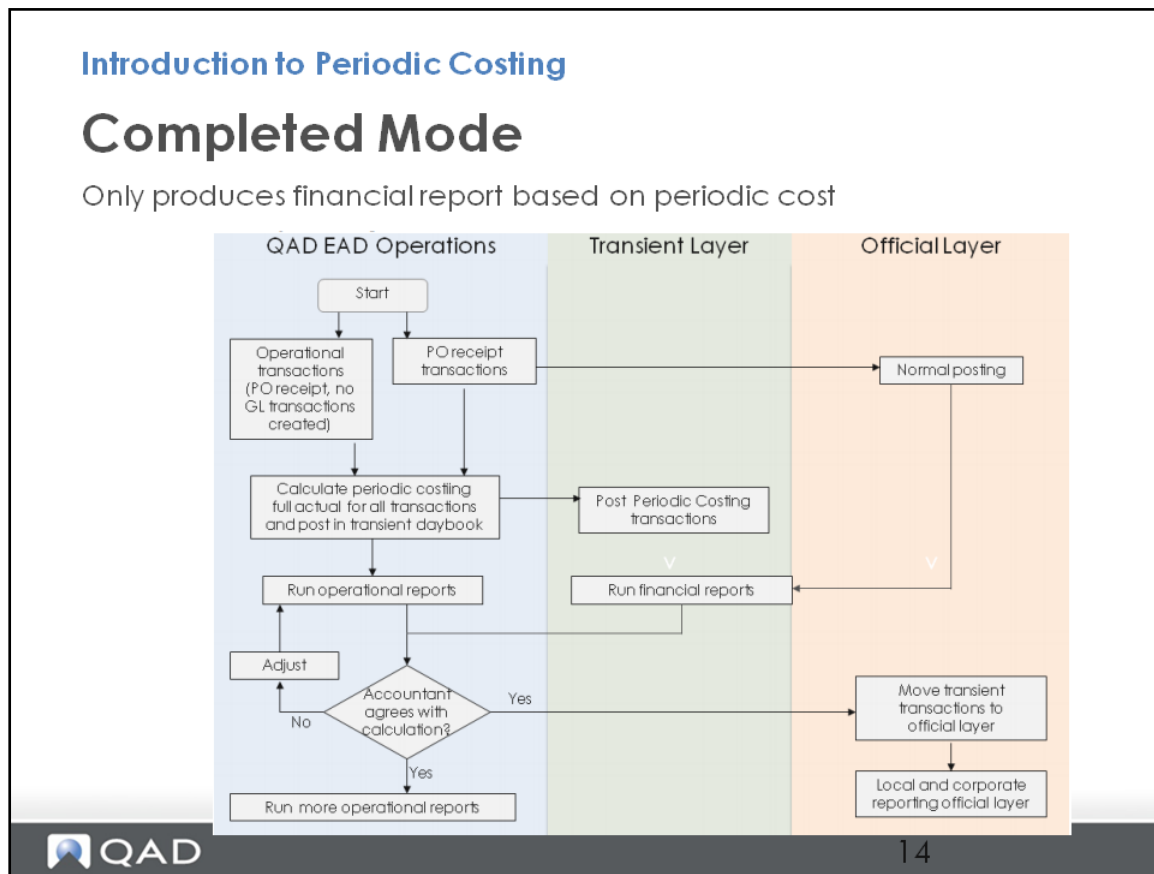 Introduction to Periodic Costing
Completed Mode
Only produces financial report based on periodic cost
QAD EAD Operations
Transient Layer
Official Layer
Start
Operational
transactions
(PO receipt, no
GL transactions
created)
PO receipt
transactions
Normal posting
Calculate periodic costiing
full actual for all transactions
and post in transient daybook
Post Periodic Costing
transactions
V
V
Run operational reports
Run financial reports
Adjust
Accountant
agrees with
calculation?
No
Yes
Yes
Move transient
transactions to
official layer
Local and corporate
reporting official layer
Run more operational reports
QAD
14